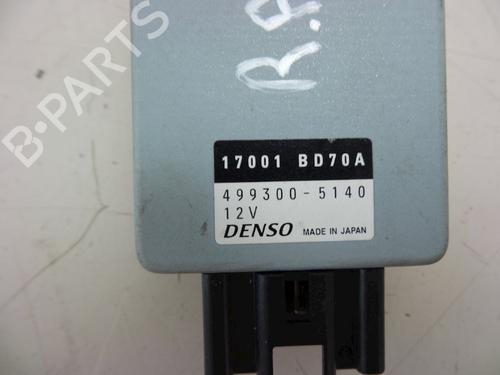 R.P
B-PARTS
17001 BD70A
499300-5140
12V
DENSO MADE IN JAPAN